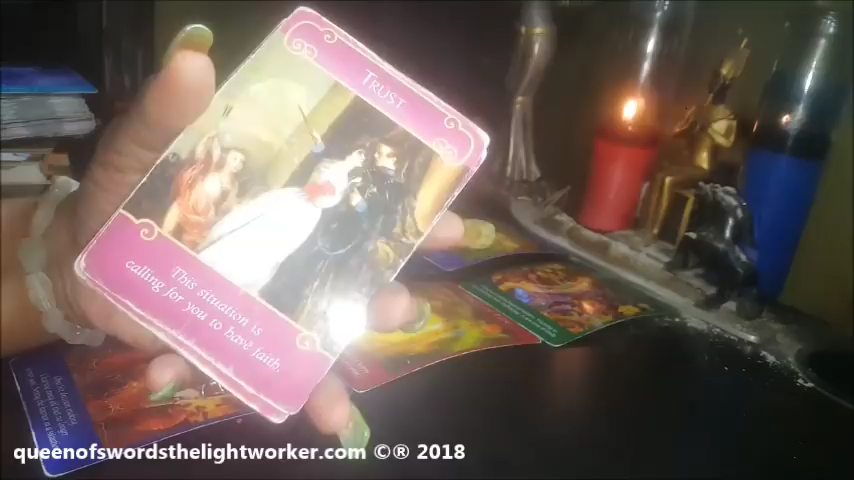 TRUST
This situation is
calling for you to have faith.
queenofswordsthelightworker.com ©® 2018